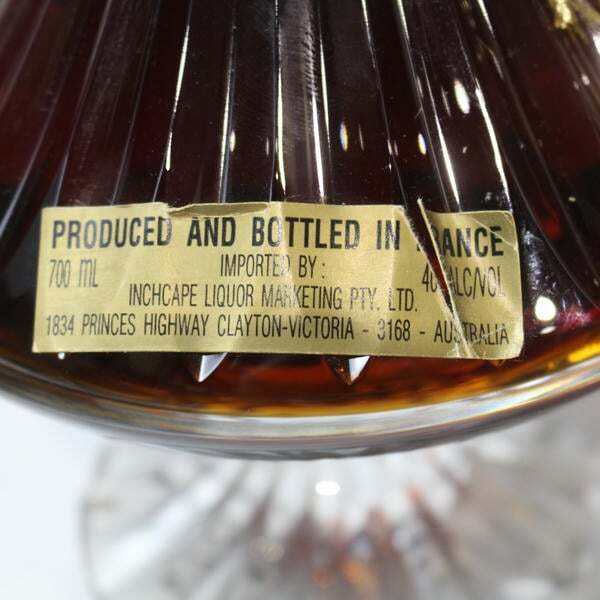 PRODUCED AND BOTTLED IN FRANCE
700 mL IMPORTED BY : 40% ALC/VOL
INCHCAPE LIQUOR MARKETING PTY. LTD.
1834 PRINCES HIGHWAY CLAYTON-VICTORIA - 3168 - AUSTRALIA